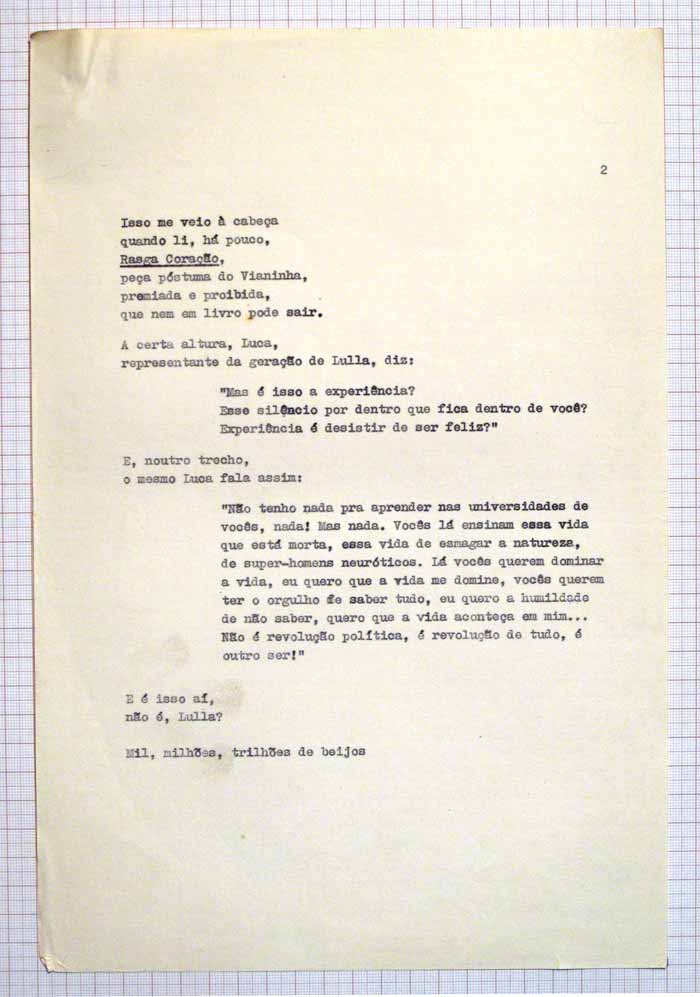 2
Isso me veio à cabeça
quando li, há pouco,
Rasga Coração,
peça póstuma do Vianinha,
premiada e proibida,
que nem em livro pode sair.
A certa altura, Luca,
representante da geração de Lulla, diz:
"Mas é isso a experiência?
Esse silêncio por dentro que fica dentro de você?
Experiência é desistir de ser feliz?"
E, noutro trecho,
o mesmo Luca fala assim:
"Não tenho nada pra aprender nas universidades de
vocês, nada! Mas nada. Vocês lá ensinam essa vida
que está morta, essa vida de esmagar a natureza,
de super-homens neuróticos. Lá vocês querem dominar
a vida, eu quero que a vida me domine, vocês querem
ter o orgulho de saber tudo, eu quero a humildade
de não saber, quero que a vida aconteça em mim...
Não é revolução política, é revolução de tudo, é
outro ser!"
E é isso aí,
não é, Lulla?
Mil, milhões, trilhões de beijos